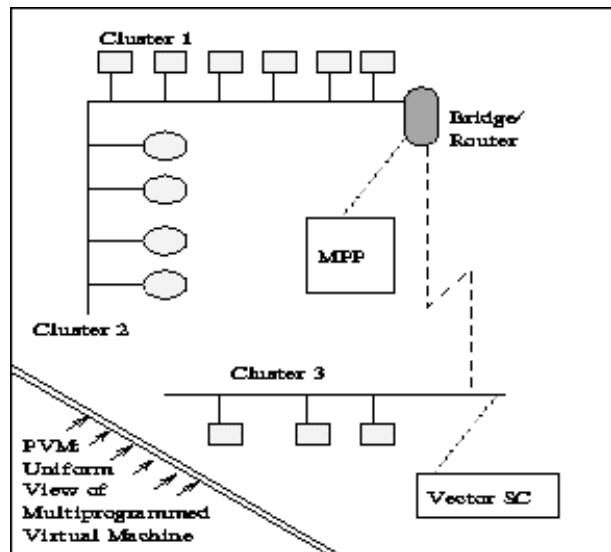 Cluster 1
Bridge/
Router
MPP
Cluster 2
Cluster 3
PVM:
Uniform
View of
Multiprogrammed
Virtual Machine
Vector SC